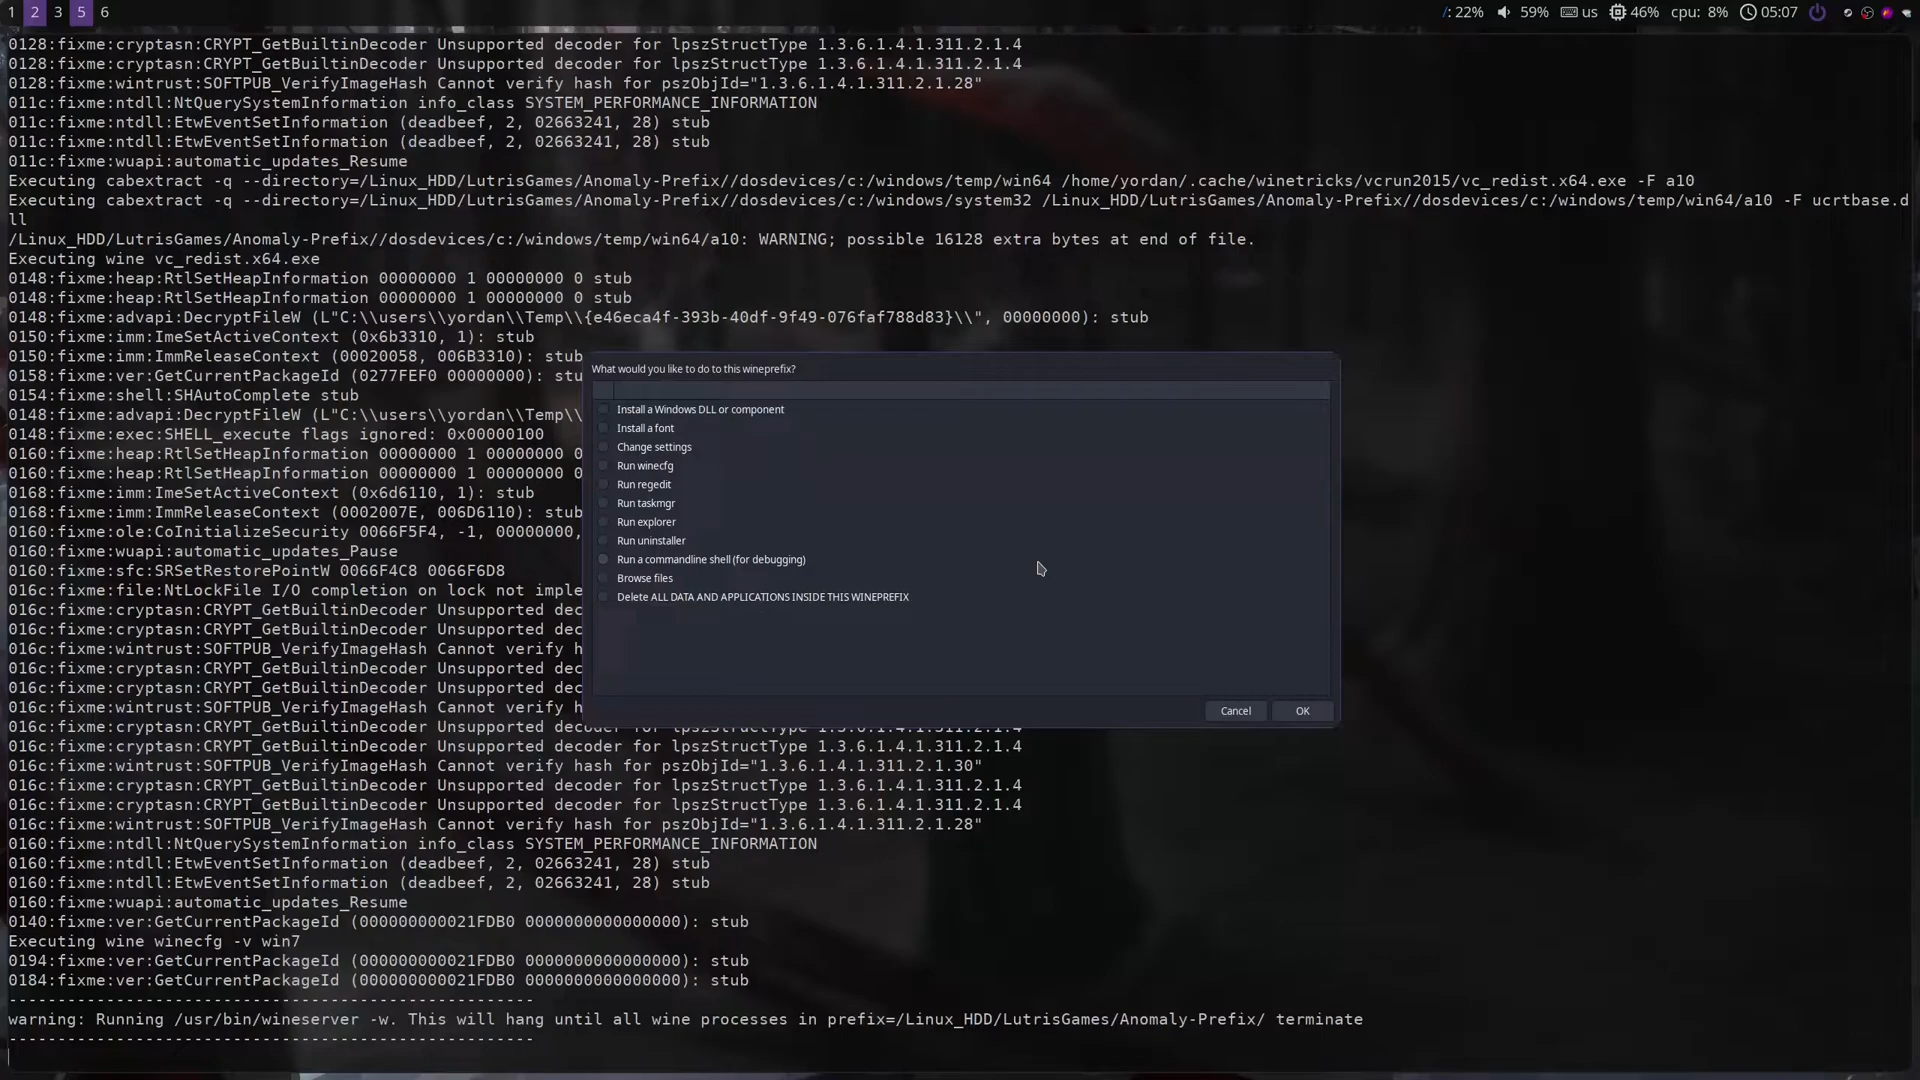 1 2 3 5 6
/: 22% 59% us 46% cpu: 8% 05:07
0128:fixme:cryptasn:CRYPT_GetBuiltinDecoder Unsupported decoder for lpszStructType 1.3.6.1.4.1.311.2.1.4
0128:fixme:cryptasn:CRYPT_GetBuiltinDecoder Unsupported decoder for lpszStructType 1.3.6.1.4.1.311.2.1.4
0128:fixme:wintrust:SOFTPUB_VerifyImageHash Cannot verify hash for pszObjId="1.3.6.1.4.1.311.2.1.28"
011c:fixme:ntdll:NtQuerySystemInformation info_class SYSTEM_PERFORMANCE_INFORMATION
011c:fixme:ntdll:EtwEventSetInformation (deadbeef, 2, 02663241, 28) stub
011c:fixme:ntdll:EtwEventSetInformation (deadbeef, 2, 02663241, 28) stub
011c:fixme:wuapi:automatic_updates_Resume
Executing cabextract -q --directory=/Linux_HDD/LutrisGames/Anomaly-Prefix//dosdevices/c:/windows/temp/win64 /home/yordan/.cache/winetricks/vcrun2015/vc_redist.x64.exe -F a10
Executing cabextract -q --directory=/Linux_HDD/LutrisGames/Anomaly-Prefix//dosdevices/c:/windows/system32 /Linux_HDD/LutrisGames/Anomaly-Prefix//dosdevices/c:/windows/temp/win64/a10 -F ucrtbase.d
ll
/Linux_HDD/LutrisGames/Anomaly-Prefix//dosdevices/c:/windows/temp/win64/a10: WARNING; possible 16128 extra bytes at end of file.
Executing wine vc_redist.x64.exe
0148:fixme:heap:RtlSetHeapInformation 00000000 1 00000000 0 stub
0148:fixme:heap:RtlSetHeapInformation 00000000 1 00000000 0 stub
0148:fixme:advapi:DecryptFileW (L"C:\\users\\yordan\\Temp\\{e46eca4f-393b-40df-9f49-076faf788d83}\\", 00000000): stub
0150:fixme:imm:ImeSetActiveContext (0x6b3310, 1): stub
0150:fixme:imm:ImmReleaseContext (00020058, 006B3310): stub
0158:fixme:ver:GetCurrentPackageId (0277FEF0 00000000): stu
0154:fixme:shell:SHAutoComplete stub
0148:fixme:advapi:DecryptFileW (L"C:\\users\\yordan\\Temp\\
0148:fixme:exec:SHELL_execute flags ignored: 0x00000100
0160:fixme:heap:RtlSetHeapInformation 00000000 1 00000000 0
0160:fixme:heap:RtlSetHeapInformation 00000000 1 00000000 0
0168:fixme:imm:ImeSetActiveContext (0x6d6110, 1): stub
0168:fixme:imm:ImmReleaseContext (0002007E, 006D6110): stub
0160:fixme:ole:CoInitializeSecurity 0066F5F4, -1, 00000000,
0160:fixme:wuapi:automatic_updates_Pause
0160:fixme:sfc:SRSetRestorePointW 0066F4C8 0066F6D8
016c:fixme:file:NtLockFile I/O completion on lock not imple
016c:fixme:cryptasn:CRYPT_GetBuiltinDecoder Unsupported dec
016c:fixme:cryptasn:CRYPT_GetBuiltinDecoder Unsupported dec
016c:fixme:wintrust:SOFTPUB_VerifyImageHash Cannot verify h
016c:fixme:cryptasn:CRYPT_GetBuiltinDecoder Unsupported dec
016c:fixme:cryptasn:CRYPT_GetBuiltinDecoder Unsupported dec
016c:fixme:wintrust:SOFTPUB_VerifyImageHash Cannot verify h
016c:fixme:cryptasn:CRYPT_GetBuiltinDecoder Unsupported decoder for lpszStructType 1.3.6.1.4.1.311.2.1.4
016c:fixme:cryptasn:CRYPT_GetBuiltinDecoder Unsupported decoder for lpszStructType 1.3.6.1.4.1.311.2.1.4
016c:fixme:wintrust:SOFTPUB_VerifyImageHash Cannot verify hash for pszObjId="1.3.6.1.4.1.311.2.1.30"
016c:fixme:cryptasn:CRYPT_GetBuiltinDecoder Unsupported decoder for lpszStructType 1.3.6.1.4.1.311.2.1.4
016c:fixme:cryptasn:CRYPT_GetBuiltinDecoder Unsupported decoder for lpszStructType 1.3.6.1.4.1.311.2.1.4
016c:fixme:wintrust:SOFTPUB_VerifyImageHash Cannot verify hash for pszObjId="1.3.6.1.4.1.311.2.1.28"
0160:fixme:ntdll:NtQuerySystemInformation info_class SYSTEM_PERFORMANCE_INFORMATION
0160:fixme:ntdll:EtwEventSetInformation (deadbeef, 2, 02663241, 28) stub
0160:fixme:ntdll:EtwEventSetInformation (deadbeef, 2, 02663241, 28) stub
0160:fixme:wuapi:automatic_updates_Resume
0140:fixme:ver:GetCurrentPackageId (000000000021FDB0 0000000000000000): stub
Executing wine winecfg -v win7
0194:fixme:ver:GetCurrentPackageId (000000000021FDB0 0000000000000000): stub
0184:fixme:ver:GetCurrentPackageId (000000000021FDB0 0000000000000000): stub
------------------------------------------------------
warning: Running /usr/bin/wineserver -w. This will hang until all wine processes in prefix=/Linux_HDD/LutrisGames/Anomaly-Prefix/ terminate
------------------------------------------------------
What would you like to do to this wineprefix?
Install a Windows DLL or component
Install a font
Change settings
Run winecfg
Run regedit
Run taskmgr
Run explorer
Run uninstaller
Run a commandline shell (for debugging)
Browse files
Delete ALL DATA AND APPLICATIONS INSIDE THIS WINEPREFIX
Cancel OK